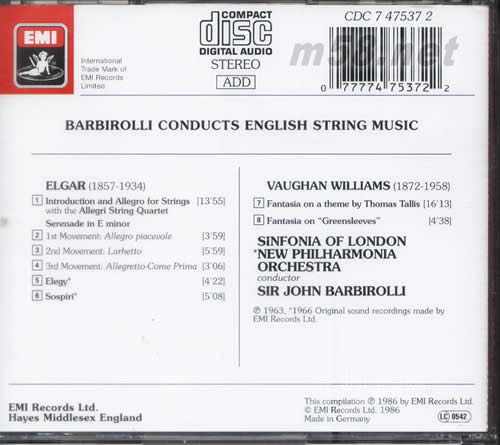 EMI
International
Trade Mark of
EMI Records
Limited
COMPACT
disc
DIGITAL AUDIO
STEREO
ADD
CDC 7 47537 2
m58.net
0 77774 75372 2
BARBIROLLI CONDUCTS ENGLISH STRING MUSIC
ELGAR (1857-1934)
1 Introduction and Allegro for Strings [13'55]
with the Allegri String Quartet
Serenade in E minor
2 1st Movement: Allegro piacevole [3'59]
3 2nd Movement: Larhetto [5'59]
4 3rd Movement: Allegretto-Come Prima [3'06]
5 Elegy* [4'22]
6 Sospiri* [5'08]
VAUGHAN WILLIAMS (1872-1958)
7 Fantasia on a theme by Thomas Tallis [16'13]
8 Fantasia on "Greensleeves" [4'38]
SINFONIA OF LONDON
*NEW PHILHARMONIA
ORCHESTRA
conductor
SIR JOHN BARBIROLLI
℗ 1963, *1966 Original sound recordings made by
EMI Records Ltd.
EMI Records Ltd.
Hayes Middlesex England
This compilation ℗ 1986 by EMI Records Ltd.
© EMI Records Ltd. 1986
Made in Germany
LC 0542